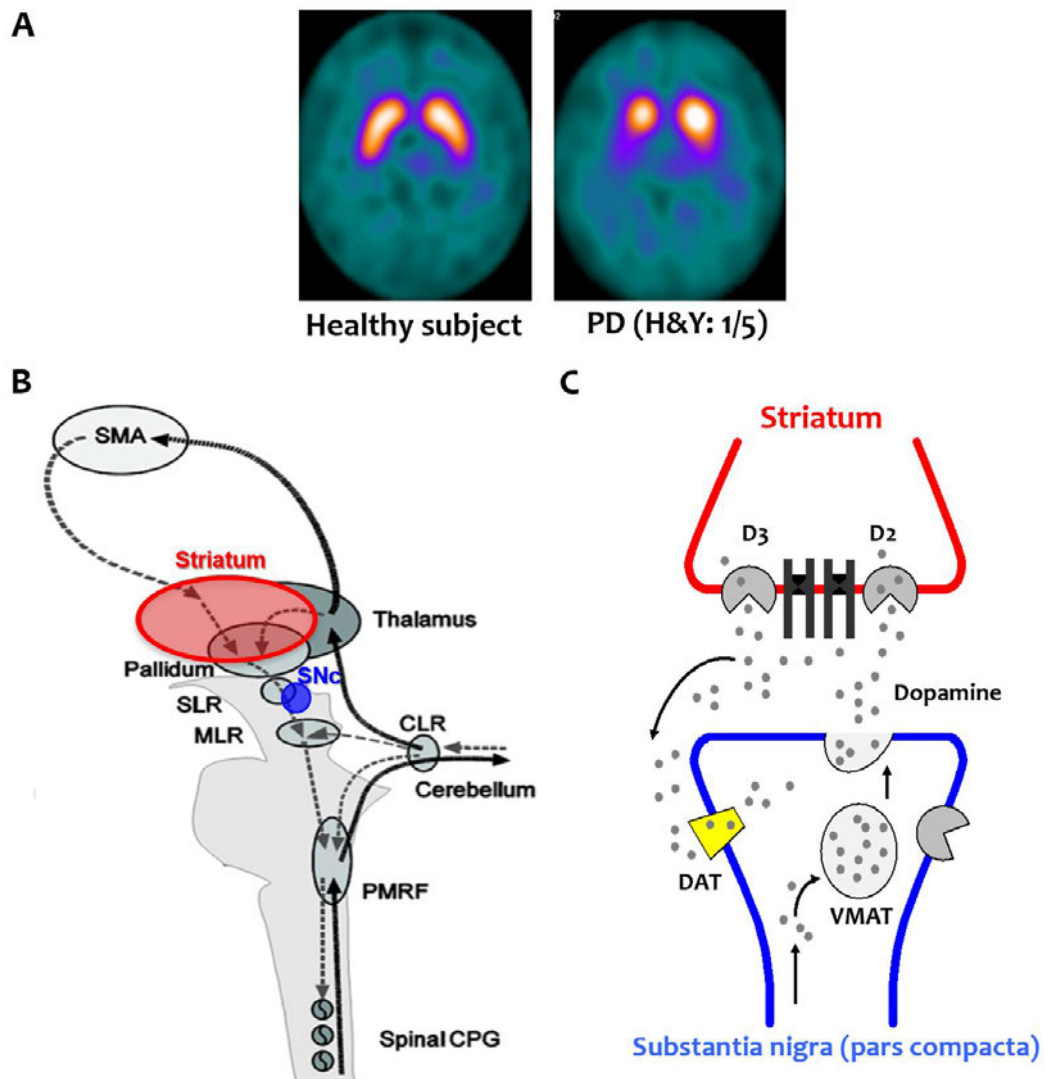 A
Healthy subject
PD (H&Y: 1/5)
B
SMA
Striatum
Thalamus
Pallidum
SNc
SLR
MLR
CLR
Cerebellum
PMRF
Spinal CPG
C
Striatum
D3
D2
Dopamine
DAT
VMAT
Substantia nigra (pars compacta)